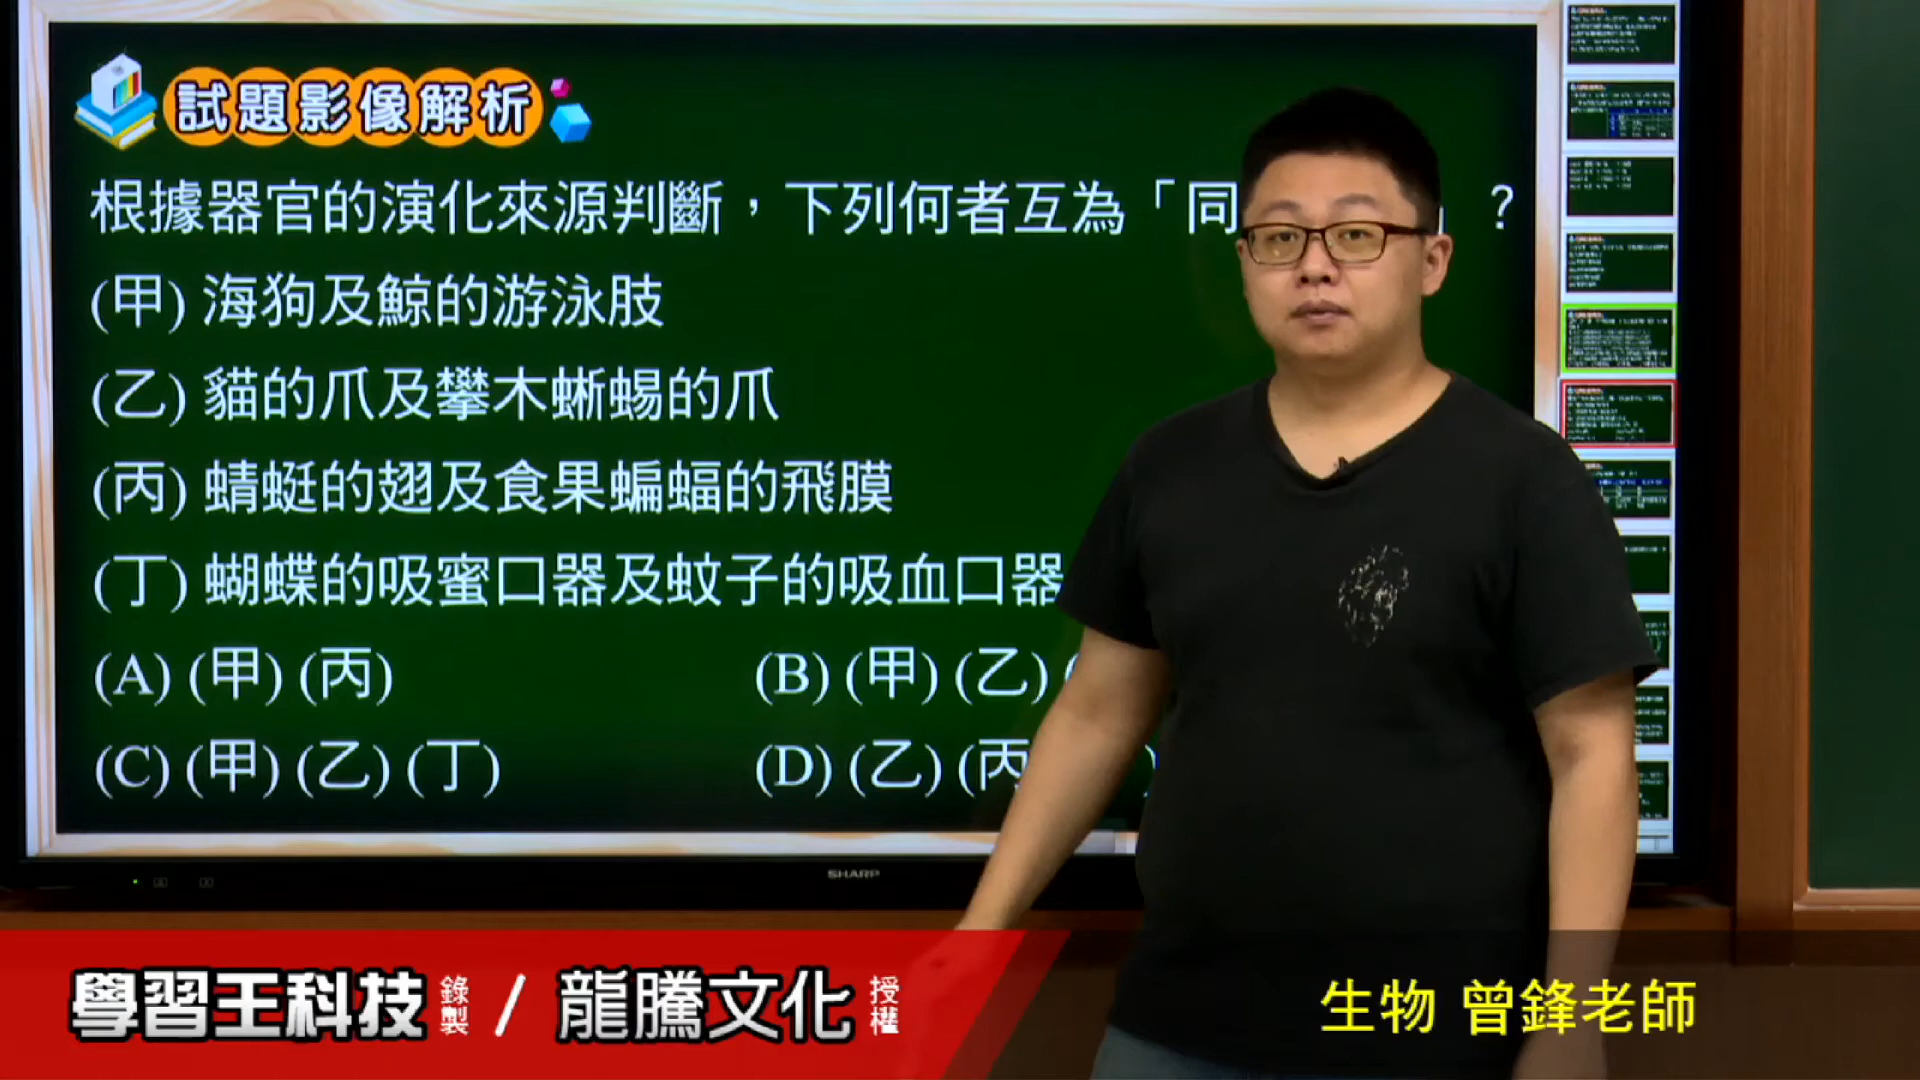 試題影像解析
根據器官的演化來源判斷，下列何者互為「同」？
(甲) 海狗及鯨的游泳肢
(乙) 貓的爪及攀木蜥蜴的爪
(丙) 蜻蜓的翅及食果蝙蝠的飛膜
(丁) 蝴蝶的吸蜜口器及蚊子的吸血口器
(A) (甲) (丙)
(B) (甲) (乙) (
(C) (甲) (乙) (丁)
(D) (乙) (丙)
SHARP
學習王科技 錄製 / 龍騰文化 授權
生物 曾鋒老師